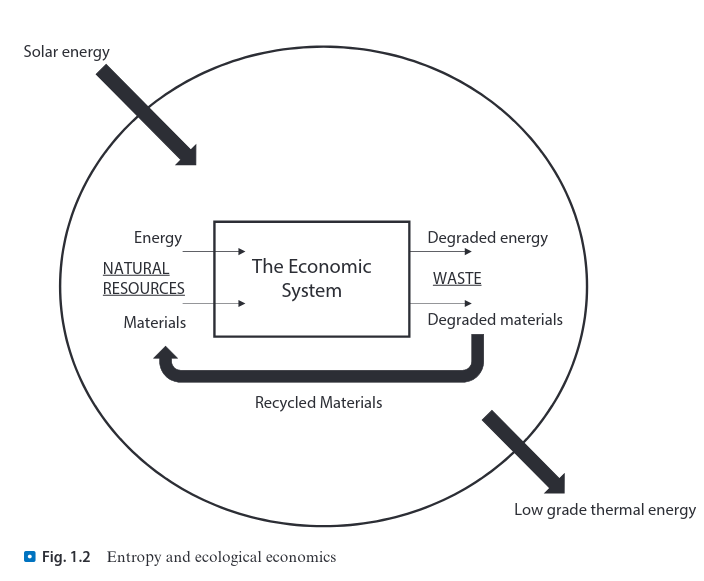 Solar energy
Energy
NATURAL
RESOURCES
Materials
The Economic
System
Degraded energy
WASTE
Degraded materials
Recycled Materials
Low grade thermal energy
Fig. 1.2 Entropy and ecological economics